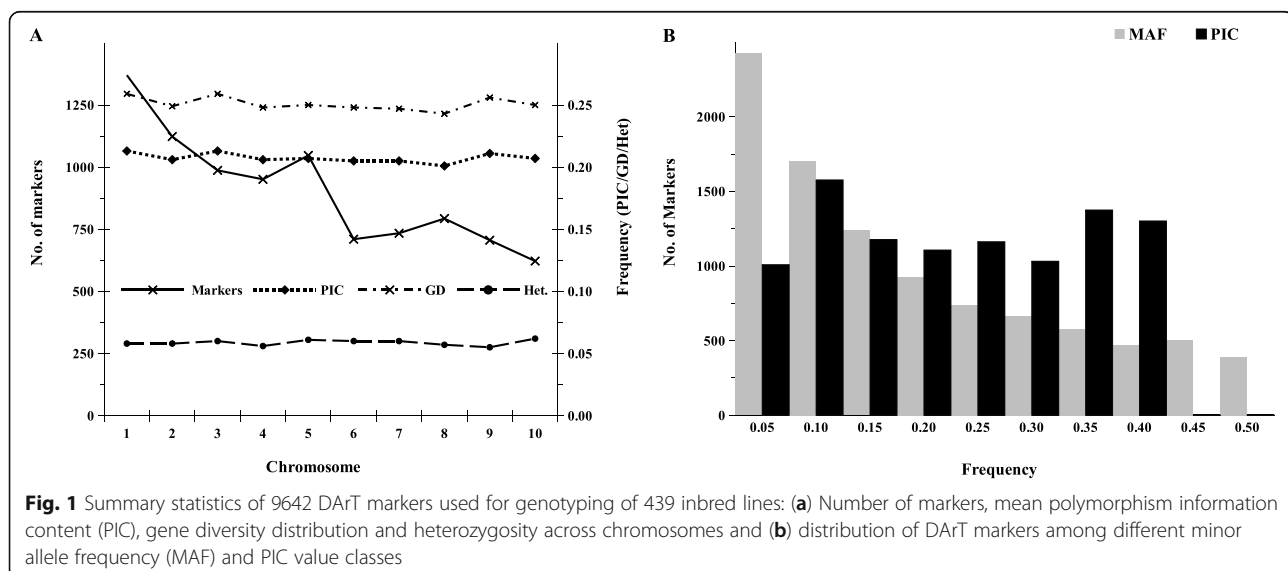 A
No. of markers
1250
1000
750
500
250
0
0.25
0.20
0.15
0.10
0.05
0.00
Frequency (PIC/GD/Het)
Markers PIC GD Het.
1 2 3 4 5 6 7 8 9 10
Chromosome
B
MAF PIC
No. of Markers
2000
1500
1000
500
0
0.05 0.10 0.15 0.20 0.25 0.30 0.35 0.40 0.45 0.50
Frequency
Fig. 1 Summary statistics of 9642 DArT markers used for genotyping of 439 inbred lines: (a) Number of markers, mean polymorphism information
content (PIC), gene diversity distribution and heterozygosity across chromosomes and (b) distribution of DArT markers among different minor
allele frequency (MAF) and PIC value classes